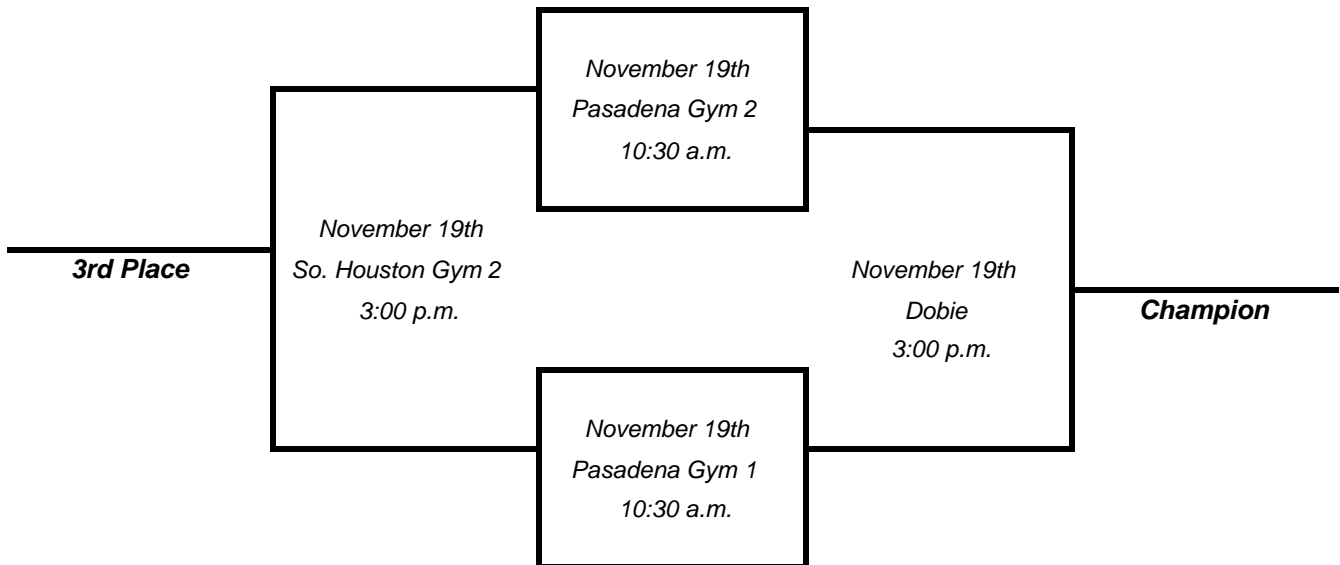 November 19th
Pasadena Gym 2
10:30 a.m.
November 19th
So. Houston Gym 2
3:00 p.m.
3rd Place
November 19th
Dobie
3:00 p.m.
Champion
November 19th
Pasadena Gym 1
10:30 a.m.